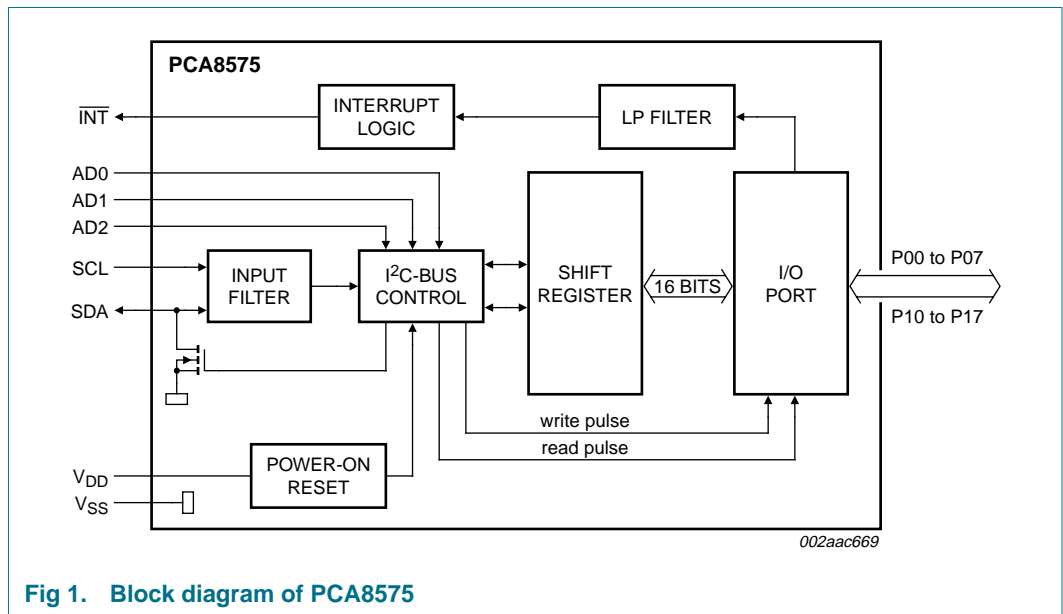 PCA8575
INT
INTERRUPT
LOGIC
LP FILTER
AD0
AD1
AD2
SCL
SDA
INPUT
FILTER
I²C-BUS
CONTROL
SHIFT
REGISTER
16 BITS
I/O
PORT
P00 to P07
P10 to P17
write pulse
read pulse
VDD
VSS
POWER-ON
RESET
002aac669
Fig 1. Block diagram of PCA8575